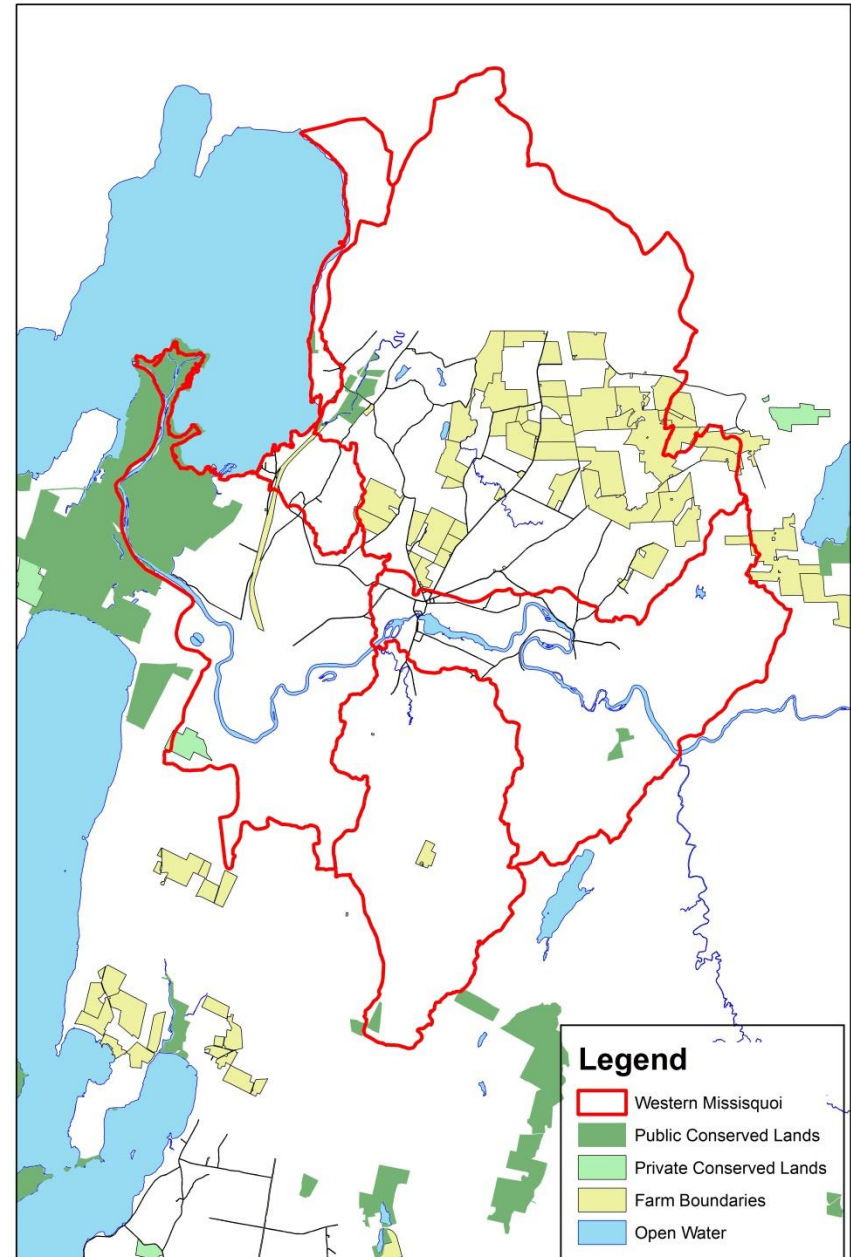 Legend
Western Missisquoi
Public Conserved Lands
Private Conserved Lands
Farm Boundaries
Open Water